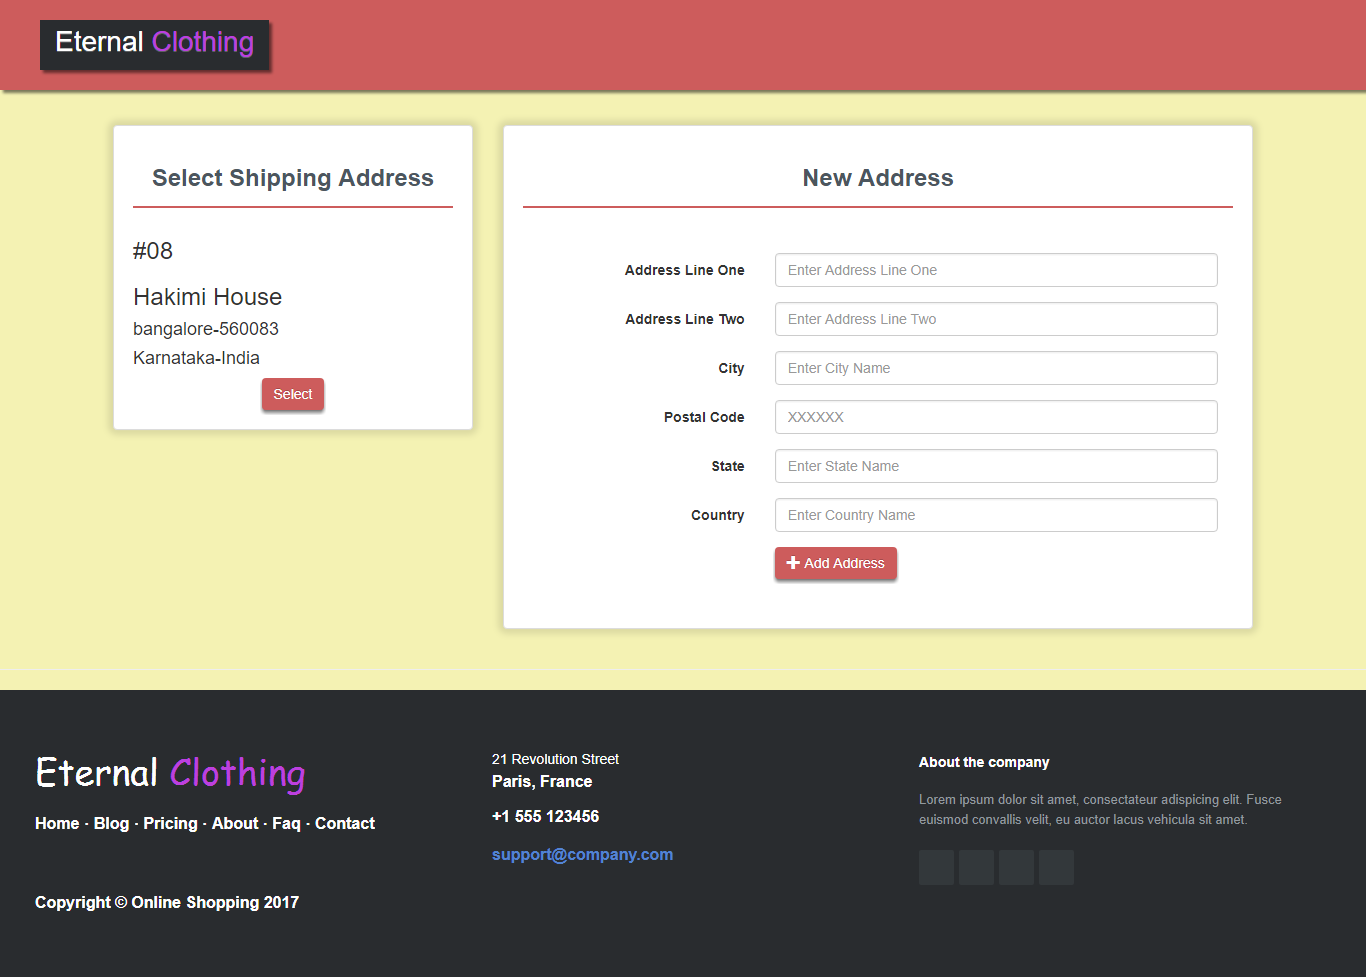 Eternal Clothing
Select Shipping Address
#08
Hakimi House
bangalore-560083
Karnataka-India
Select
New Address
Address Line One
Enter Address Line One
Address Line Two
Enter Address Line Two
City
Enter City Name
Postal Code
XXXXXX
State
Enter State Name
Country
Enter Country Name
Add Address
Eternal Clothing
Home · Blog · Pricing · About · Faq · Contact
Copyright © Online Shopping 2017
21 Revolution Street
Paris, France
+1 555 123456
support@company.com
About the company
Lorem ipsum dolor sit amet, consectateur adispicing elit. Fusce
euismod convallis velit, eu auctor lacus vehicula sit amet.